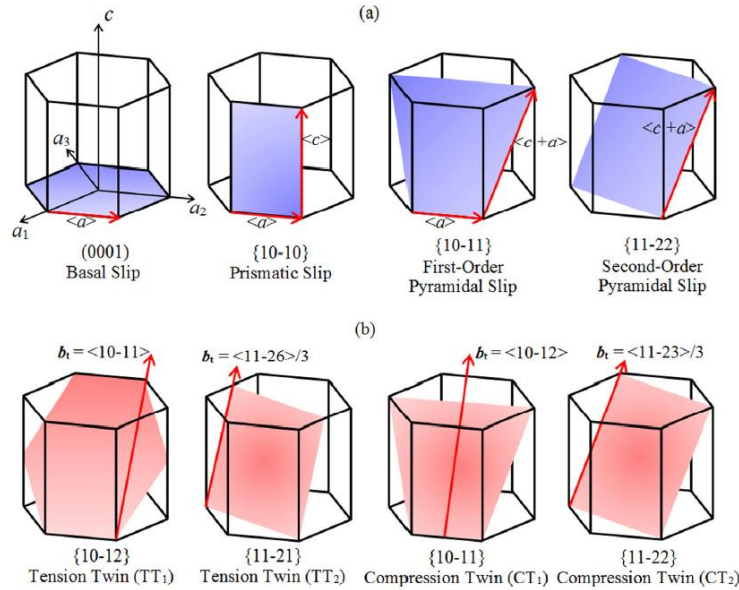 (a)
c
a3
a2
a1
<a>
<c>
<a>
<c +a>
<a>
<c +a>
(0001)
Basal Slip
{10-10}
Prismatic Slip
{10-11}
First-Order
Pyramidal Slip
{11-22}
Second-Order
Pyramidal Slip
(b)
bt = <10-11>
bt = <11-26>/3
bt = <10-12>
bt = <11-23>/3
{10-12}
Tension Twin (TT1)
{11-21}
Tension Twin (TT2)
{10-11}
Compression Twin (CT1)
{11-22}
Compression Twin (CT2)